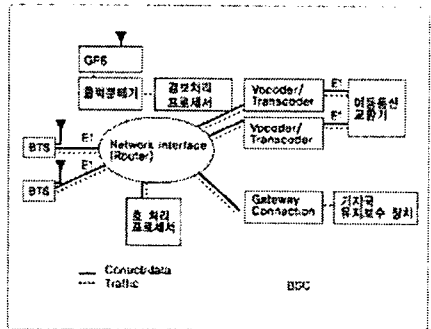 GPS
클럭분배기
경보처리
프로세서
Vocoder/
Transcoder
E1
이동통신
교환기
Vocoder/
Transcoder
E1
BTS
E1
Network interface
(Router)
BTS
E1
호 처리
프로세서
Gateway
Connection
기지국
유지보수 장치
Control/data
Traffic
BSC